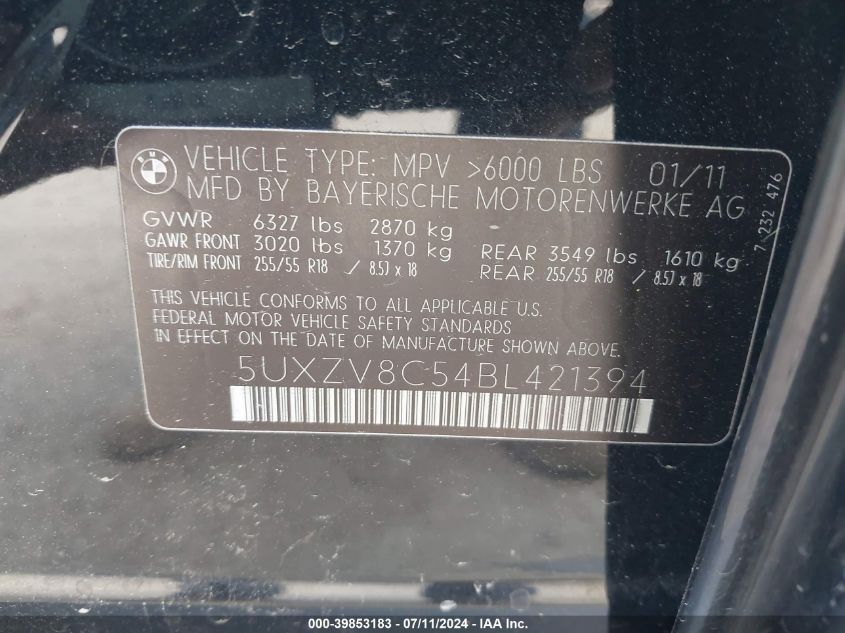 BMW
VEHICLE TYPE: MPV >6000 LBS 01/11
MFD BY BAYERISCHE MOTORENWERKE AG
GVWR 6327 lbs 2870 kg
GAWR FRONT 3020 lbs 1370 kg REAR 3549 lbs 1610 kg
TIRE/RIM FRONT 255/55 R18 / 8.5J x 18 REAR 255/55 R18 / 8.5J x 18
THIS VEHICLE CONFORMS TO ALL APPLICABLE U.S.
FEDERAL MOTOR VEHICLE SAFETY STANDARDS
IN EFFECT ON THE DATE OF MANUFACTURE SHOWN ABOVE.
5UXZV8C54BL421394
7 232 476
000-39853183 - 07/11/2024 - IAA, Inc.